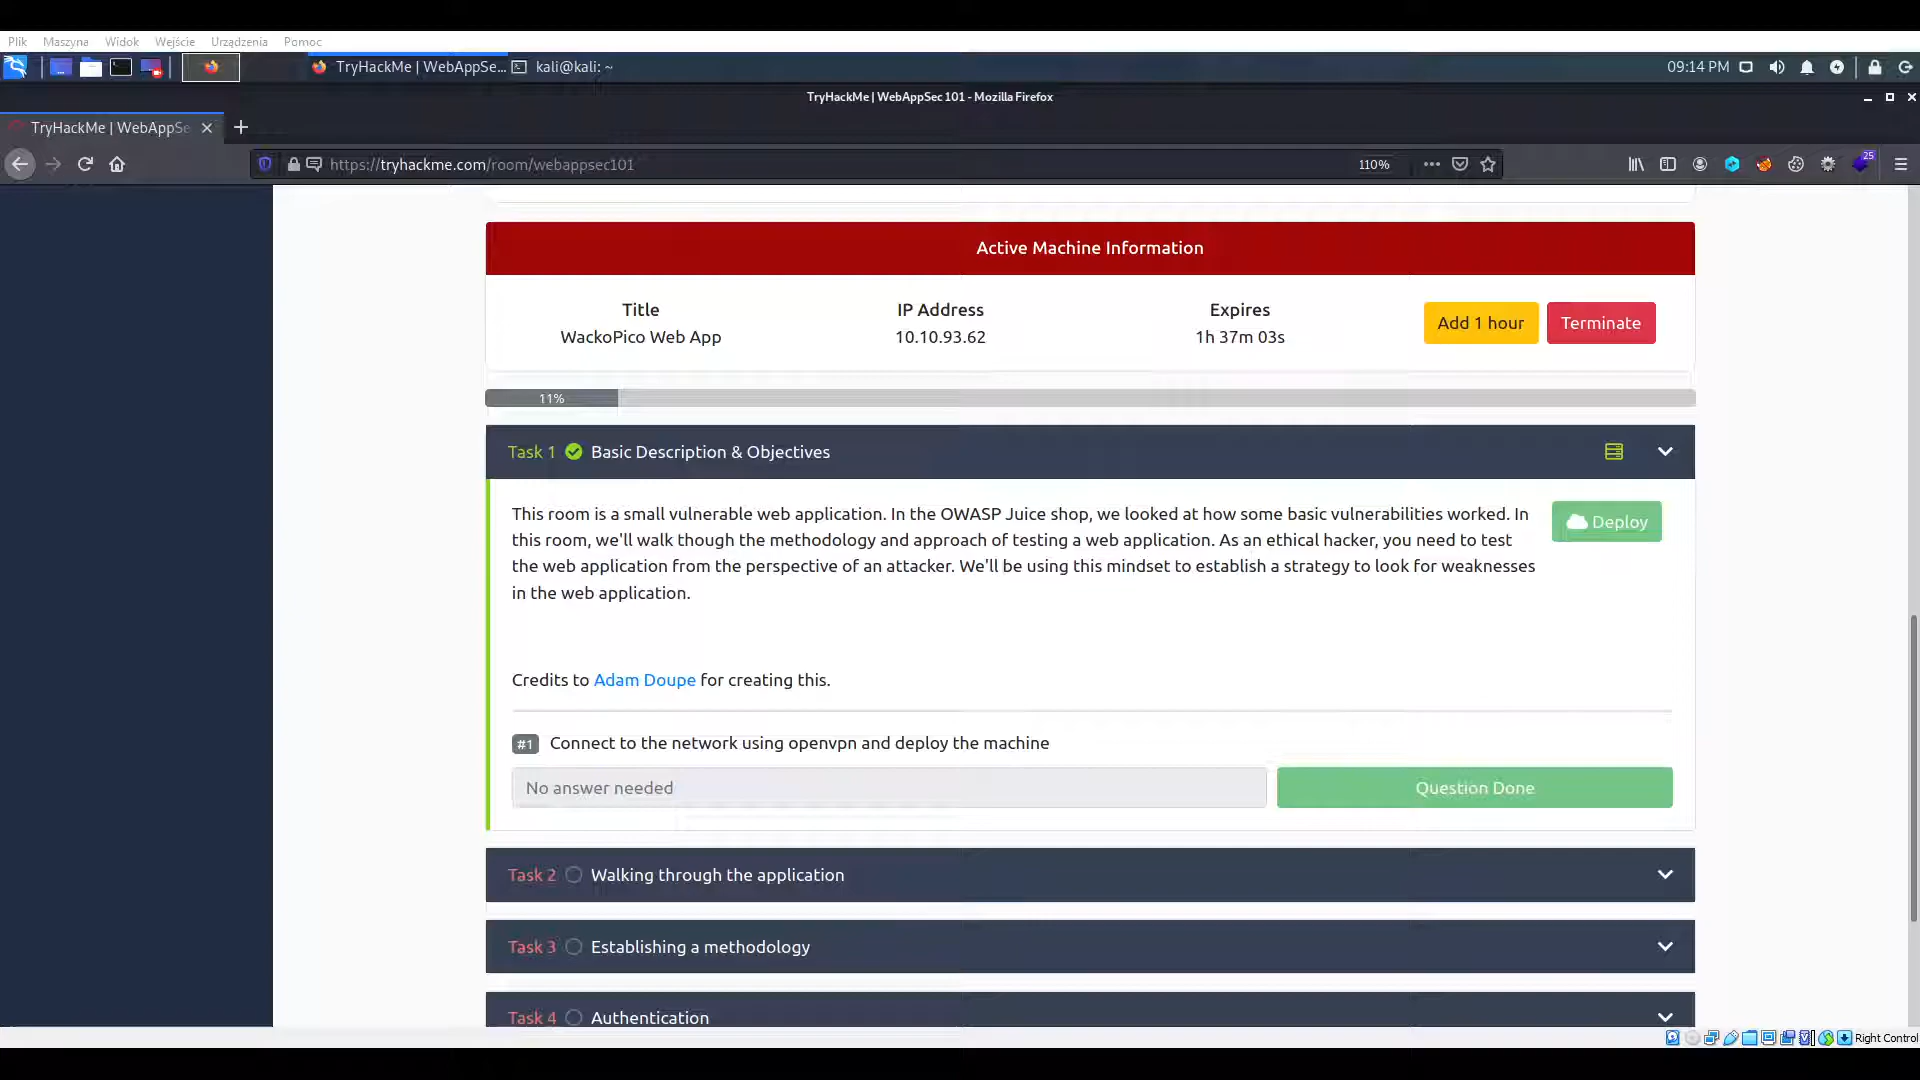 Plik Maszyna Widok Wejście Urządzenia Pomoc
TryHackMe | WebAppSe... kali@kali: ~ 09:14 PM
TryHackMe | WebAppSec 101 - Mozilla Firefox
TryHackMe | WebAppSe
https://tryhackme.com/room/webappsec101 110% 25
Active Machine Information
Title IP Address Expires
WackoPico Web App 10.10.93.62 1h 37m 03s
Add 1 hour Terminate
11%
Task 1 Basic Description & Objectives
This room is a small vulnerable web application. In the OWASP Juice shop, we looked at how some basic vulnerabilities worked. In
this room, we'll walk though the methodology and approach of testing a web application. As an ethical hacker, you need to test
the web application from the perspective of an attacker. We'll be using this mindset to establish a strategy to look for weaknesses
in the web application.
Deploy
Credits to Adam Doupe for creating this.
#1 Connect to the network using openvpn and deploy the machine
No answer needed Question Done
Task 2 Walking through the application
Task 3 Establishing a methodology
Task 4 Authentication
Right Control